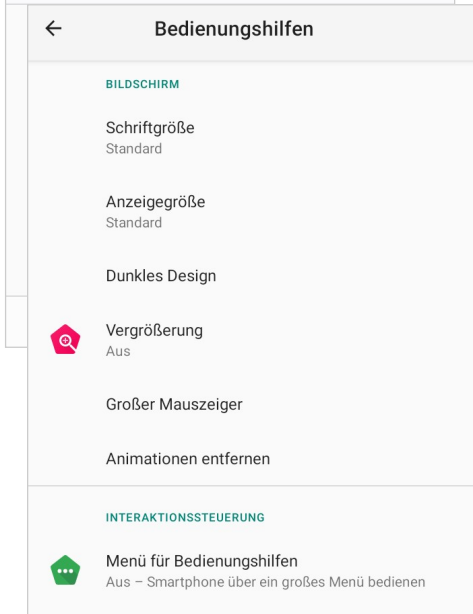 Bedienungshilfen
BILDSCHIRM
Schriftgröße
Standard
Anzeigegröße
Standard
Dunkles Design
Vergrößerung
Aus
Großer Mauszeiger
Animationen entfernen
INTERAKTIONSSTEUERUNG
Menü für Bedienungshilfen
Aus – Smartphone über ein großes Menü bedienen